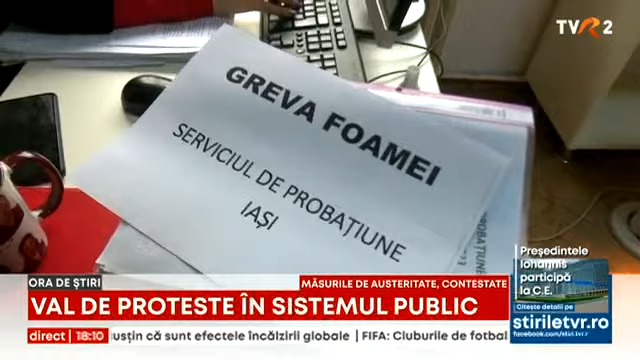 TVR2
GREVA FOAMEI
SERVICIUL DE PROBAȚIUNE
IAȘI
PROBAȚIUNE
Președintele
Iohannis
participă
la C.E.
Citește detalii pe
stiriletvr.ro
ORA DE ȘTIRI
MĂSURILE DE AUSTERITATE, CONTESTATE
VAL DE PROTESTE ÎN SISTEMUL PUBLIC
direct 18:10 susțin că sunt efectele încălzirii globale | FIFA: Cluburile de fotbal